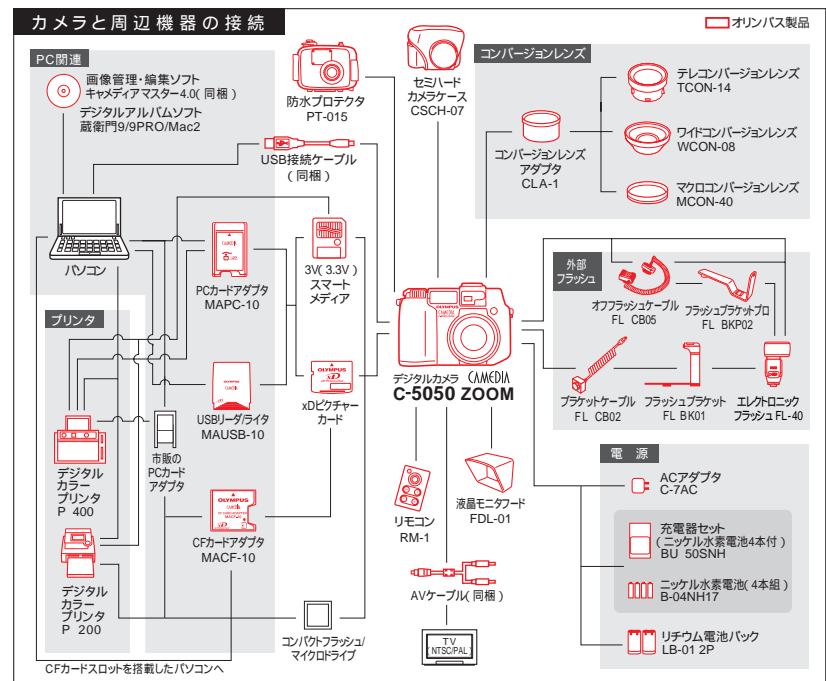 カメラと周辺機器の接続
オリンパス製品
PC関連
画像管理・編集ソフト
キャメディアマスター4.0(同梱)
デジタルアルバムソフト
蔵衛門9/9PRO/Mac2
防水プロテクタ
PT-015
USB接続ケーブル
(同梱)
セミハード
カメラケース
CSCH-07
コンバージョンレンズ
コンバージョンレンズ
アダプタ
CLA-1
テレコンバージョンレンズ
TCON-14
ワイドコンバージョンレンズ
WCON-08
マクロコンバージョンレンズ
MCON-40
パソコン
PCカードアダプタ
MAPC-10
3V(3.3V)
スマート
メディア
外部
フラッシュ
オフフラッシュケーブル
FL CB05
フラッシュブラケットプロ
FL BKP02
ブラケットケーブル
FL CB02
フラッシュブラケット
FL BK01
エレクトロニック
フラッシュ FL-40
OLYMPUS
CAMEDIA
デジタルカメラ CAMEDIA
C-5050 ZOOM
プリンタ
デジタル
カラー
プリンタ
P 400
市販の
PCカード
アダプタ
USBリーダ/ライタ
MAUSB-10
OLYMPUS
xD
xDピクチャー
カード
OLYMPUS
CFカードアダプタ
MACF-10
デジタル
カラー
プリンタ
P 200
コンパクトフラッシュ/
マイクロドライブ
リモコン
RM-1
液晶モニタフード
FDL-01
AVケーブル(同梱)
TV
(NTSC/PAL)
電源
ACアダプタ
C-7AC
充電器セット
(ニッケル水素電池4本付)
BU 50SNH
ニッケル水素電池(4本組)
B-04NH17
リチウム電池パック
LB-01 2P
CFカードスロットを搭載したパソコンへ